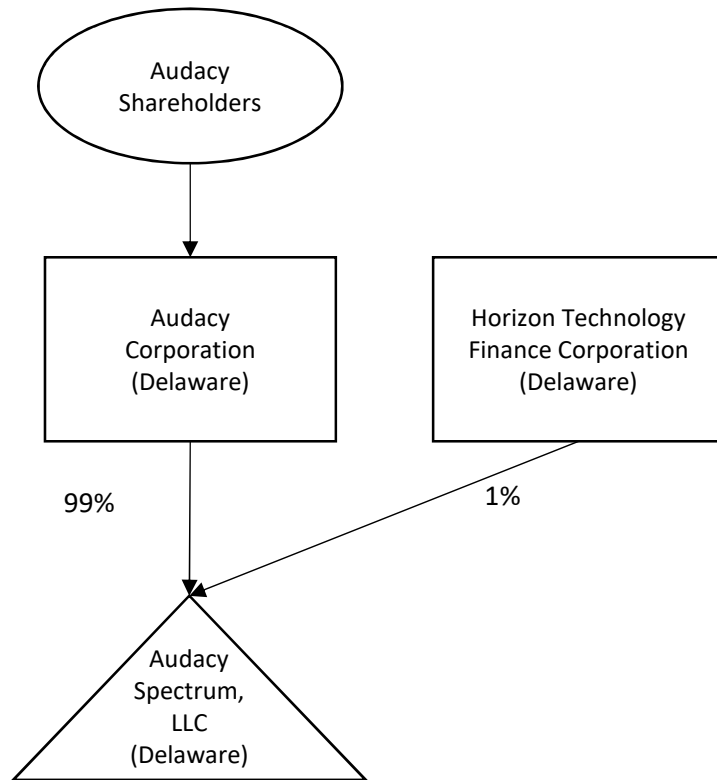 Audacy
Shareholders
Audacy
Corporation
(Delaware)
Horizon Technology
Finance Corporation
(Delaware)
99%
1%
Audacy
Spectrum,
LLC
(Delaware)